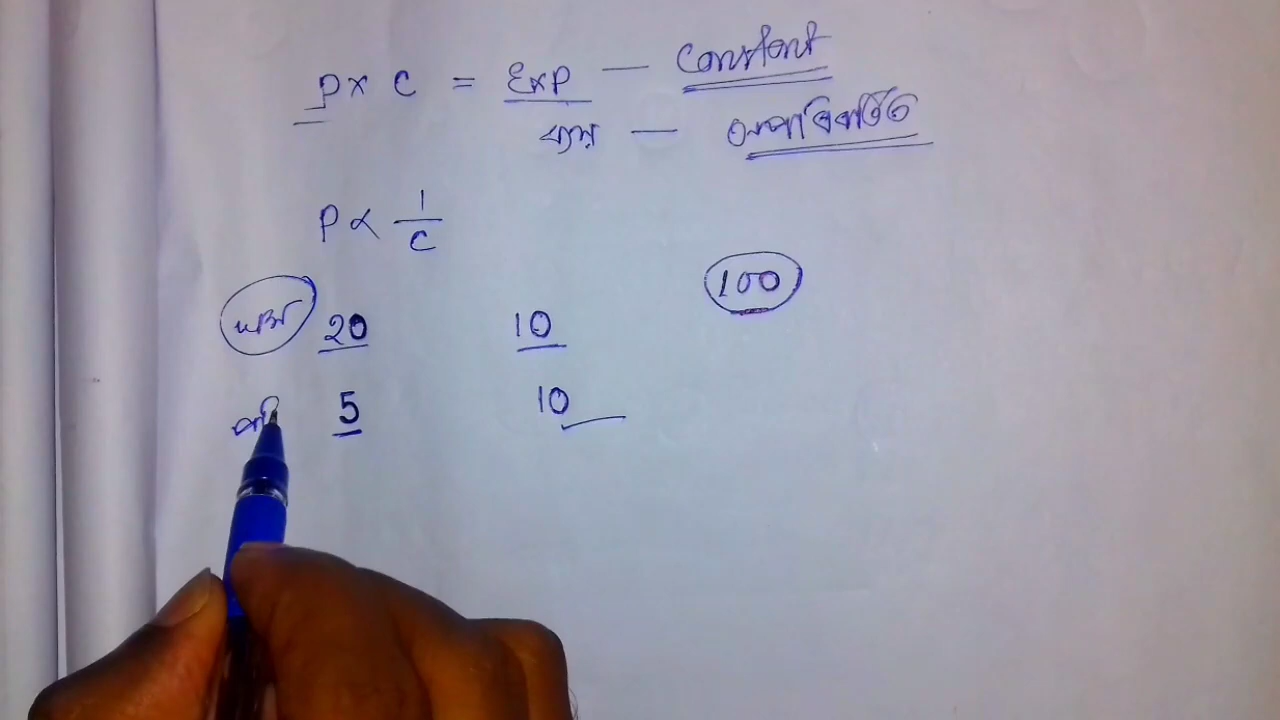 P × C = Exp — Constant
ব্যয় — অপরিবর্তিত
P ∝ 1/C
100
20 10
5 10